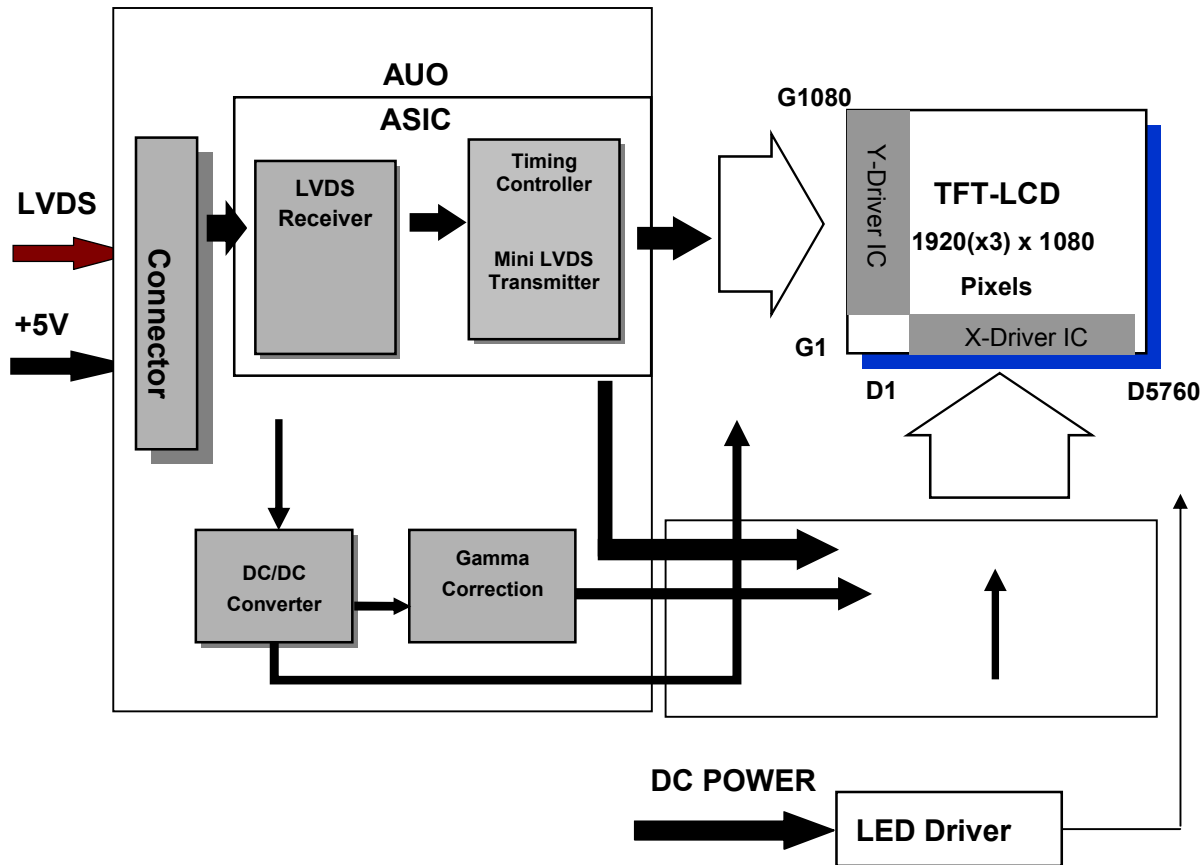 AUO
ASIC
LVDS
+5V
Connector
LVDS
Receiver
Timing
Controller
Mini LVDS
Transmitter
G1080
G1
Y-Driver IC
TFT-LCD
1920(x3) x 1080
Pixels
X-Driver IC
D1
D5760
DC/DC
Converter
Gamma
Correction
DC POWER
LED Driver